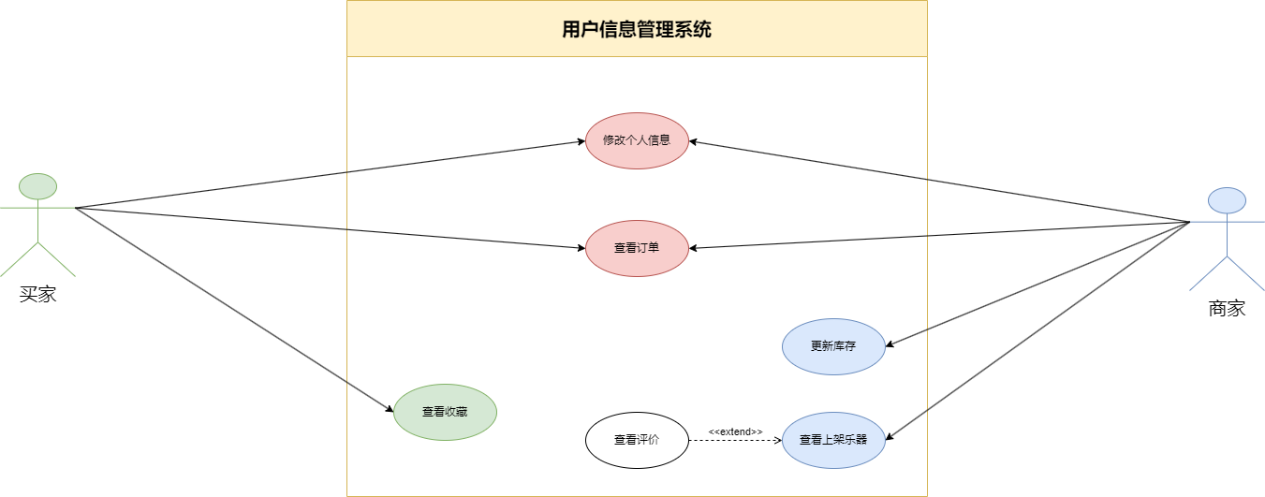 用户信息管理系统
修改个人信息
买家
查看订单
商家
更新库存
查看收藏
查看评价
<<extend>>
查看上架乐器